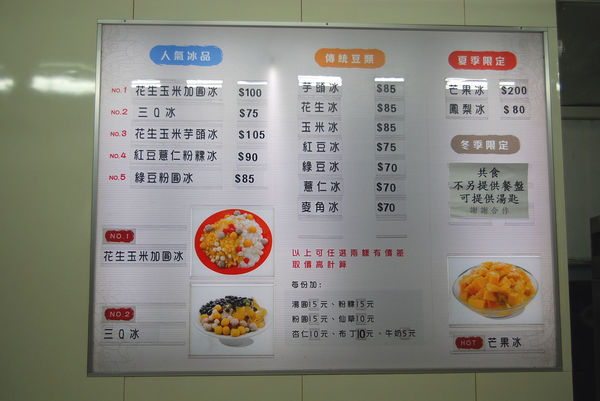 人氣冰品
NO.1 花生玉米加圓冰 $100
NO.2 三Q冰 $75
NO.3 花生玉米芋頭冰 $105
NO.4 紅豆薏仁粉粿冰 $90
NO.5 綠豆粉圓冰 $85
NO.1
花生玉米加圓冰
NO.2
三Q冰
傳統豆類
芋頭冰 $85
花生冰 $85
玉米冰 $85
紅豆冰 $75
綠豆冰 $70
薏仁冰 $70
麥角冰 $70
以上可任選兩種有價差
取價高計算
每份加:
湯圓15元、粉粿15元
粉圓15元、仙草10元
杏仁10元、布丁10元、牛奶5元
夏季限定
芒果冰 $200
鳳梨冰 $80
冬季限定
共食
不另提供餐盤
可提供湯匙
謝謝合作
HOT 芒果冰